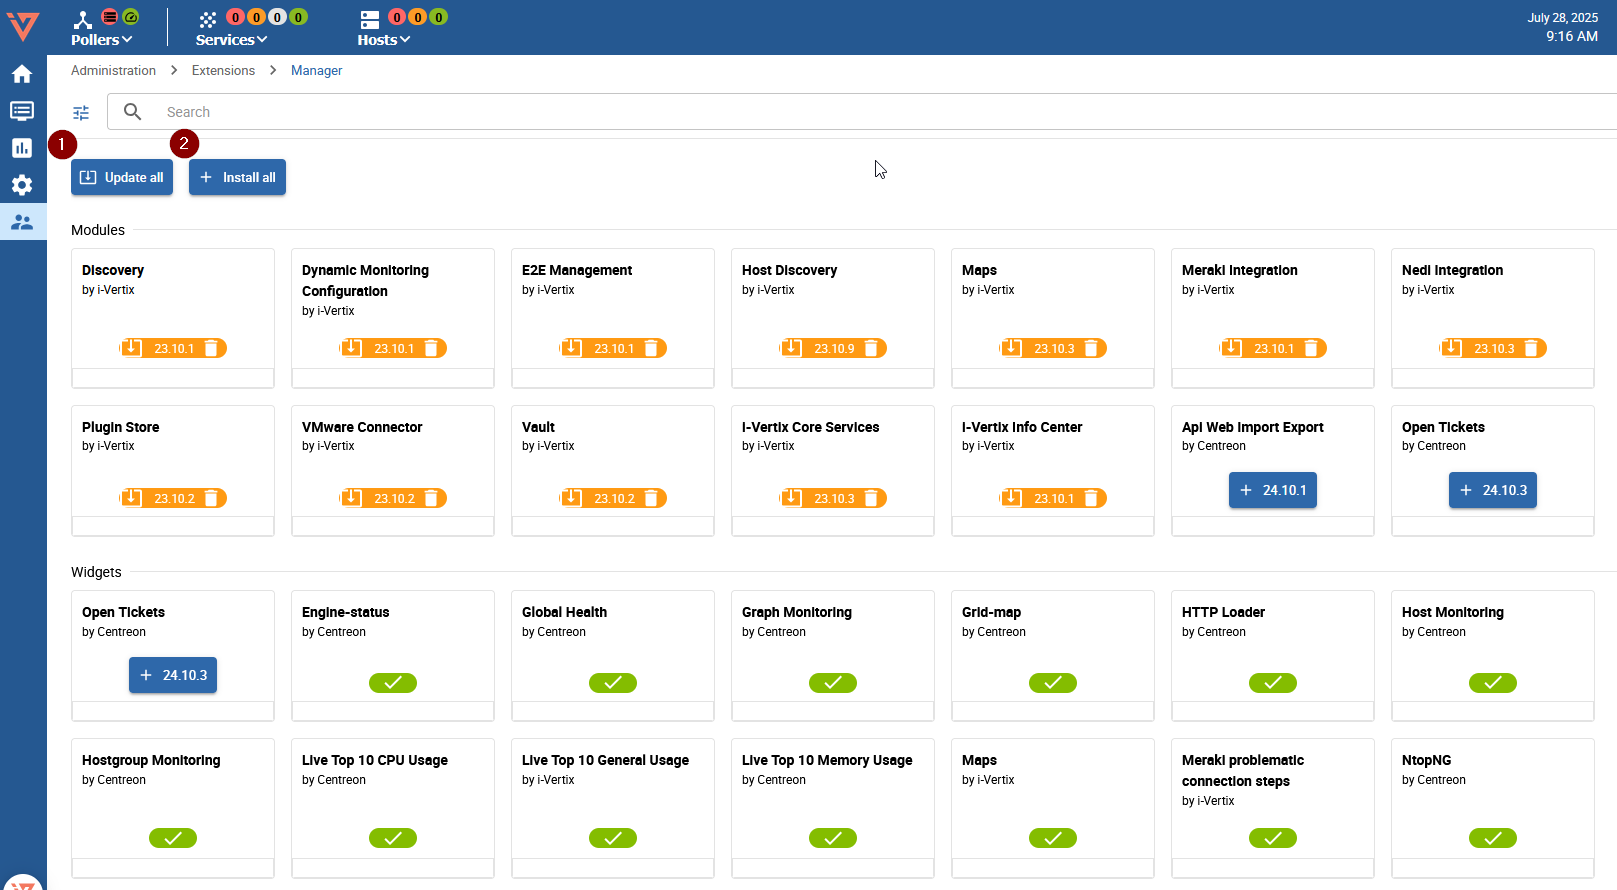 0 0 0 0
0 0 0
July 28, 2025
Pollers
Services
Hosts
9:16 AM
Administration > Extensions > Manager
Search
1
2
Update all
Install all
Modules
Discovery
by i-Vertix
23.10.1
Dynamic Monitoring
Configuration
by i-Vertix
23.10.1
E2E Management
by i-Vertix
23.10.1
Host Discovery
by i-Vertix
23.10.9
Maps
by i-Vertix
23.10.3
Meraki Integration
by i-Vertix
23.10.1
Nedi Integration
by i-Vertix
23.10.3
Plugin Store
by i-Vertix
23.10.2
VMware Connector
by i-Vertix
23.10.2
Vault
by i-Vertix
23.10.2
I-Vertix Core Services
by i-Vertix
23.10.3
I-Vertix Info Center
by i-Vertix
23.10.1
Api Web Import Export
by Centreon
24.10.1
Open Tickets
by Centreon
24.10.3
Widgets
Open Tickets
by Centreon
24.10.3
Engine-status
by Centreon
Global Health
by Centreon
Graph Monitoring
by Centreon
Grid-map
by Centreon
HTTP Loader
by Centreon
Host Monitoring
by Centreon
Hostgroup Monitoring
by Centreon
Live Top 10 CPU Usage
by Centreon
Live Top 10 General Usage
by i-Vertix
Live Top 10 Memory Usage
by Centreon
Maps
by i-Vertix
Meraki problematic
connection steps
by i-Vertix
NtopNG
by Centreon